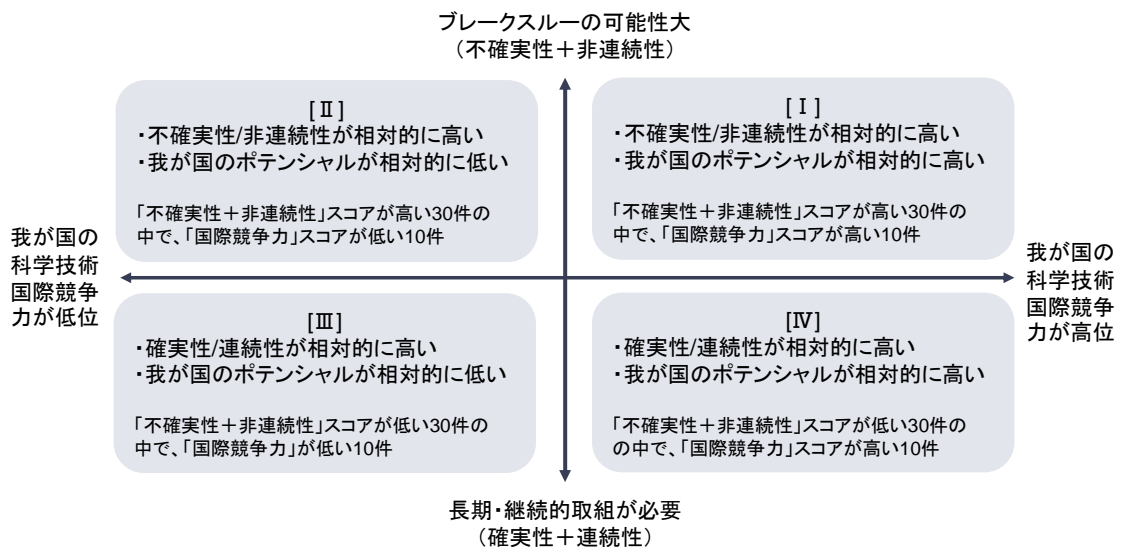 ブレークスルーの可能性大
(不確実性＋非連続性)
[Ⅱ]
・不確実性/非連続性が相対的に高い
・我が国のポテンシャルが相対的に低い
「不確実性＋非連続性」スコアが高い30件の
中で、「国際競争力」スコアが低い10件
[Ⅰ]
・不確実性/非連続性が相対的に高い
・我が国のポテンシャルが相対的に高い
「不確実性＋非連続性」スコアが高い30件の
中で、「国際競争力」スコアが高い10件
我が国の
科学技術
国際競争
力が低位
我が国の
科学技術
国際競争
力が高位
[Ⅲ]
・確実性/連続性が相対的に高い
・我が国のポテンシャルが相対的に低い
「不確実性＋非連続性」スコアが低い30件の
中で、「国際競争力」が低い10件
[Ⅳ]
・確実性/連続性が相対的に高い
・我が国のポテンシャルが相対的に高い
「不確実性＋非連続性」スコアが低い30件の
の中で、「国際競争力」スコアが高い10件
長期・継続的取組が必要
(確実性＋連続性)